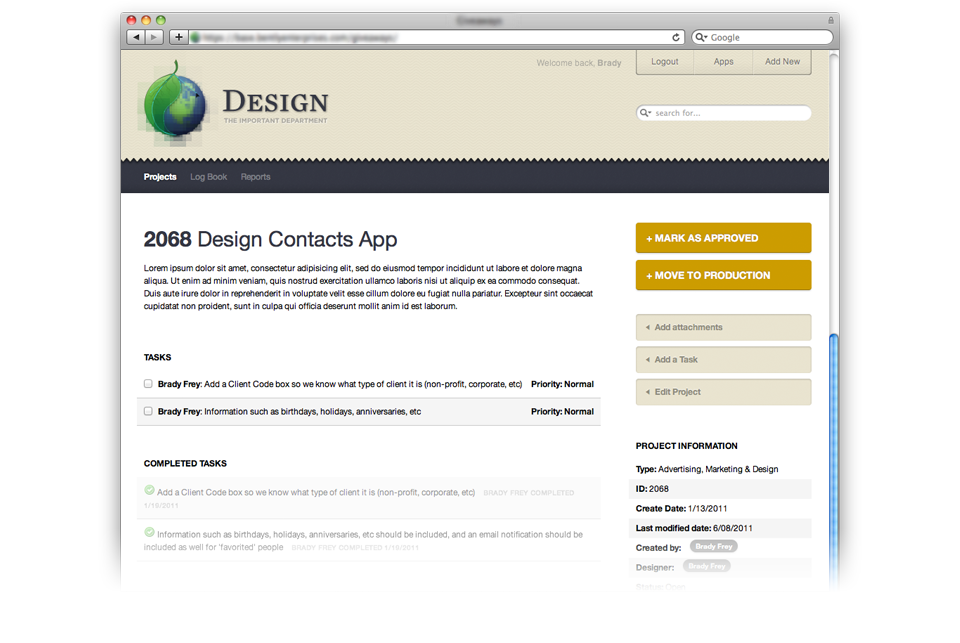 Google
Welcome back, Brady
Logout
Apps
Add New
DESIGN
THE IMPORTANT DEPARTMENT
search for...
Projects
Log Book
Reports
2068 Design Contacts App
Lorem ipsum dolor sit amet, consectetur adipisicing elit, sed do eiusmod tempor incididunt ut labore et dolore magna
aliqua. Ut enim ad minim veniam, quis nostrud exercitation ullamco laboris nisi ut aliquip ex ea commodo consequat.
Duis aute irure dolor in reprehenderit in voluptate velit esse cillum dolore eu fugiat nulla pariatur. Excepteur sint occaecat
cupidatat non proident, sunt in culpa qui officia deserunt mollit anim id est laborum.
TASKS
Brady Frey: Add a Client Code box so we know what type of client it is (non-profit, corporate, etc) Priority: Normal
Brady Frey: Information such as birthdays, holidays, anniversaries, etc Priority: Normal
COMPLETED TASKS
Add a Client Code box so we know what type of client it is (non-profit, corporate, etc) BRADY FREY COMPLETED
1/19/2011
Information such as birthdays, holidays, anniversaries, etc should be included, and an email notification should be
included as well for 'favorited' people BRADY FREY COMPLETED 1/19/2011
+ MARK AS APPROVED
+ MOVE TO PRODUCTION
Add attachments
Add a Task
Edit Project
PROJECT INFORMATION
Type: Advertising, Marketing & Design
ID: 2068
Create Date: 1/13/2011
Last modified date: 6/08/2011
Created by: Brady Frey
Designer: Brady Frey
Status: Open